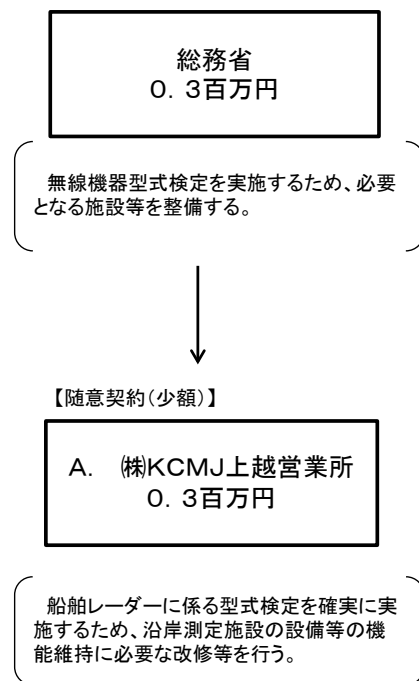 総務省
０．３百万円
無線機器型式検定を実施するため、必要
となる施設等を整備する。
【随意契約（少額）】
A.　㈱KCMJ上越営業所
０．３百万円
船舶レーダーに係る型式検定を確実に実
施するため、沿岸測定施設の設備等の機
能維持に必要な改修等を行う。